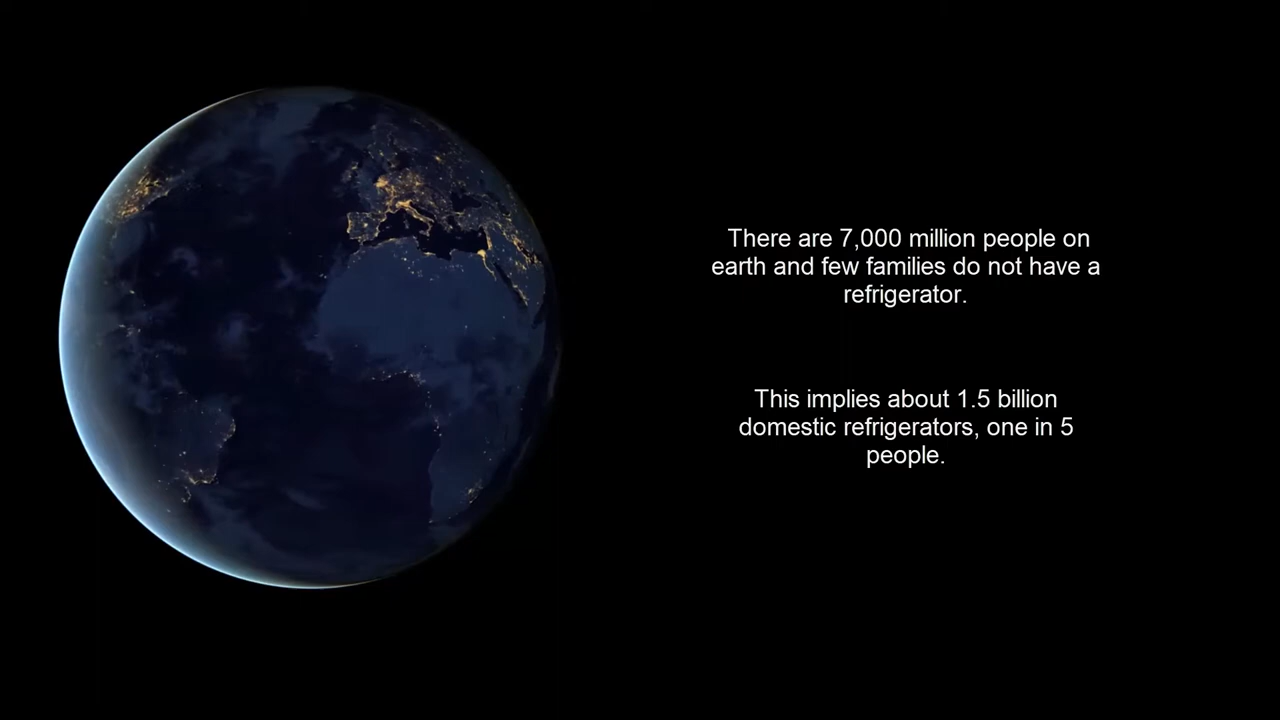 There are 7,000 million people on
earth and few families do not have a
refrigerator.
This implies about 1.5 billion
domestic refrigerators, one in 5
people.